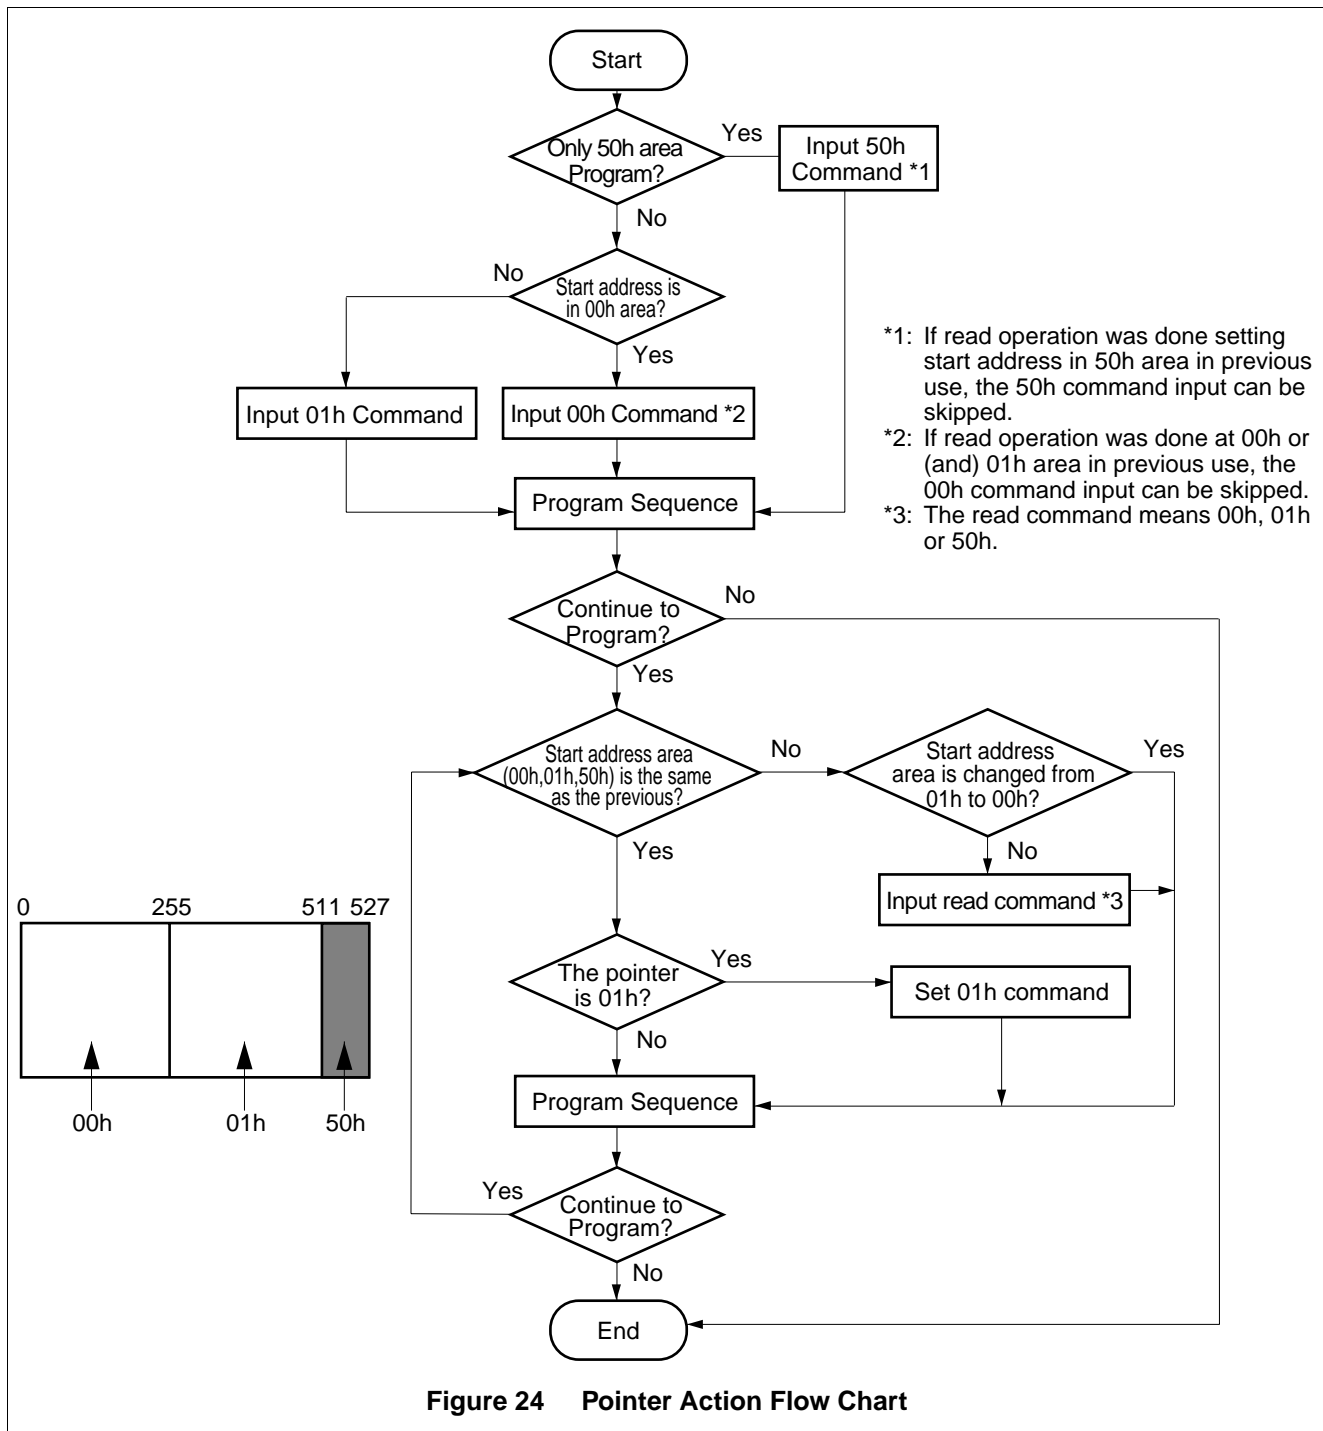 Start
Only 50h area
Program?
Yes
Input 50h
Command *1
No
No
Start address is
in 00h area?
Yes
Input 01h Command
Input 00h Command *2
*1: If read operation was done setting
start address in 50h area in previous
use, the 50h command input can be
skipped.
*2: If read operation was done at 00h or
(and) 01h area in previous use, the
00h command input can be skipped.
*3: The read command means 00h, 01h
or 50h.
Program Sequence
Continue to
Program?
No
Yes
Start address area
(00h,01h,50h) is the same
as the previous?
No
Start address
area is changed from
01h to 00h?
Yes
Yes
No
Input read command *3
0 255 511 527
00h 01h 50h
The pointer
is 01h?
Yes
Set 01h command
No
Program Sequence
Yes
Continue to
Program?
No
End
Figure 24 Pointer Action Flow Chart